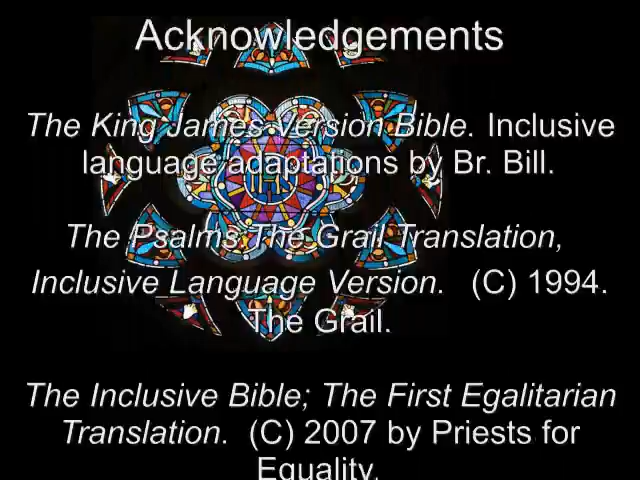 Acknowledgements
The King James Version Bible. Inclusive
language adaptations by Br. Bill.
The Psalms The Grail Translation,
Inclusive Language Version. (C) 1994.
The Grail.
The Inclusive Bible; The First Egalitarian
Translation. (C) 2007 by Priests for
Equality.